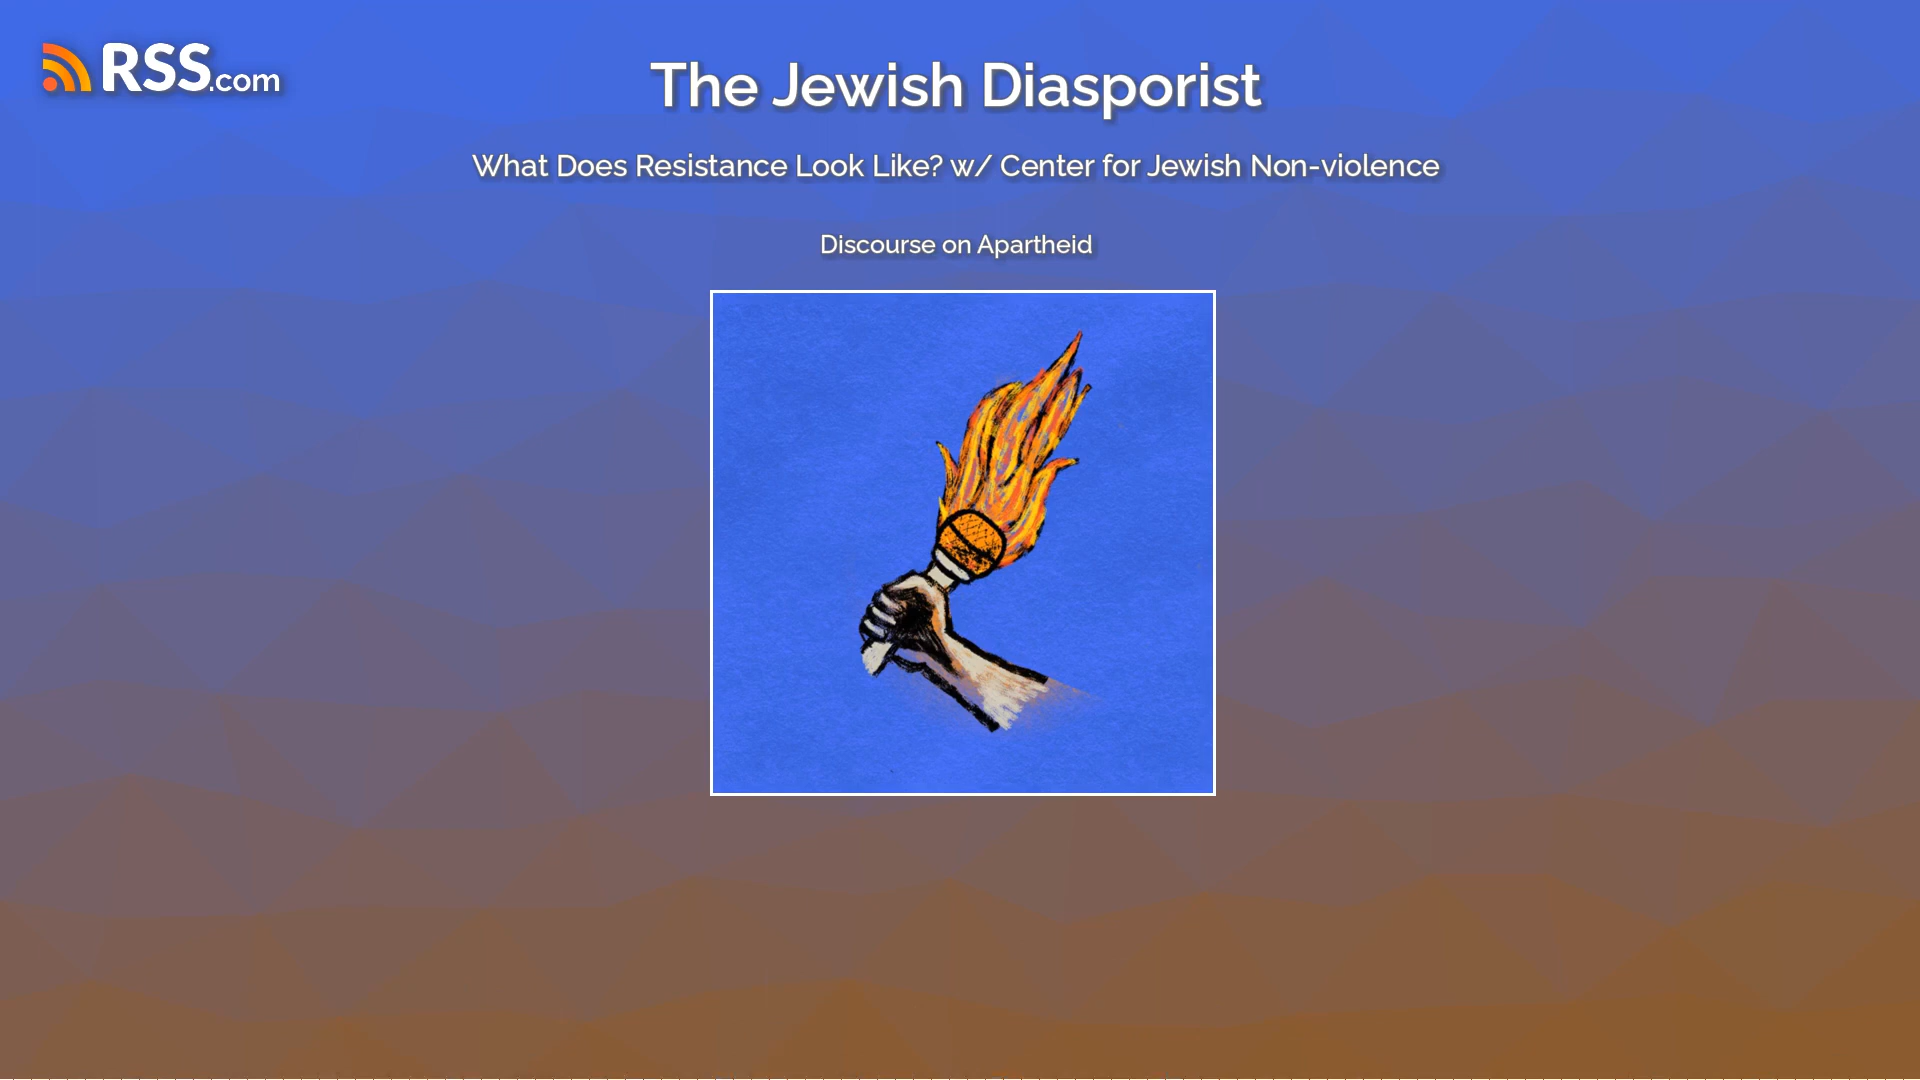 RSS.com
The Jewish Diasporist
What Does Resistance Look Like? w/ Center for Jewish Non-violence
Discourse on Apartheid